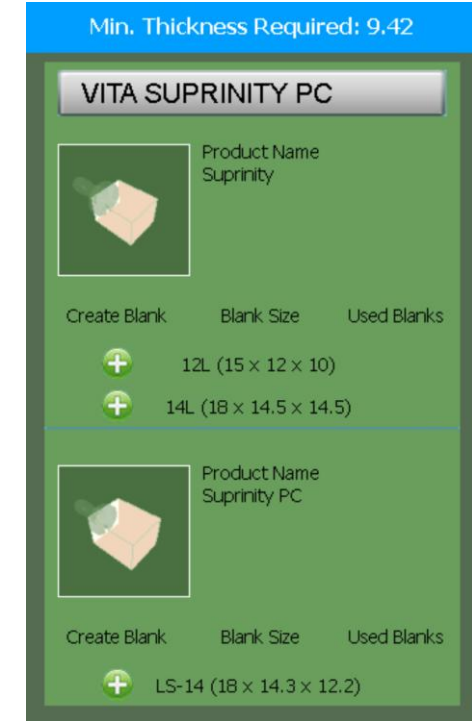 Min. Thickness Required: 9.42
VITA SUPRINITY PC
Product Name
Suprinity
Create Blank Blank Size Used Blanks
12L (15 x 12 x 10)
14L (18 x 14.5 x 14.5)
Product Name
Suprinity PC
Create Blank Blank Size Used Blanks
LS-14 (18 x 14.3 x 12.2)